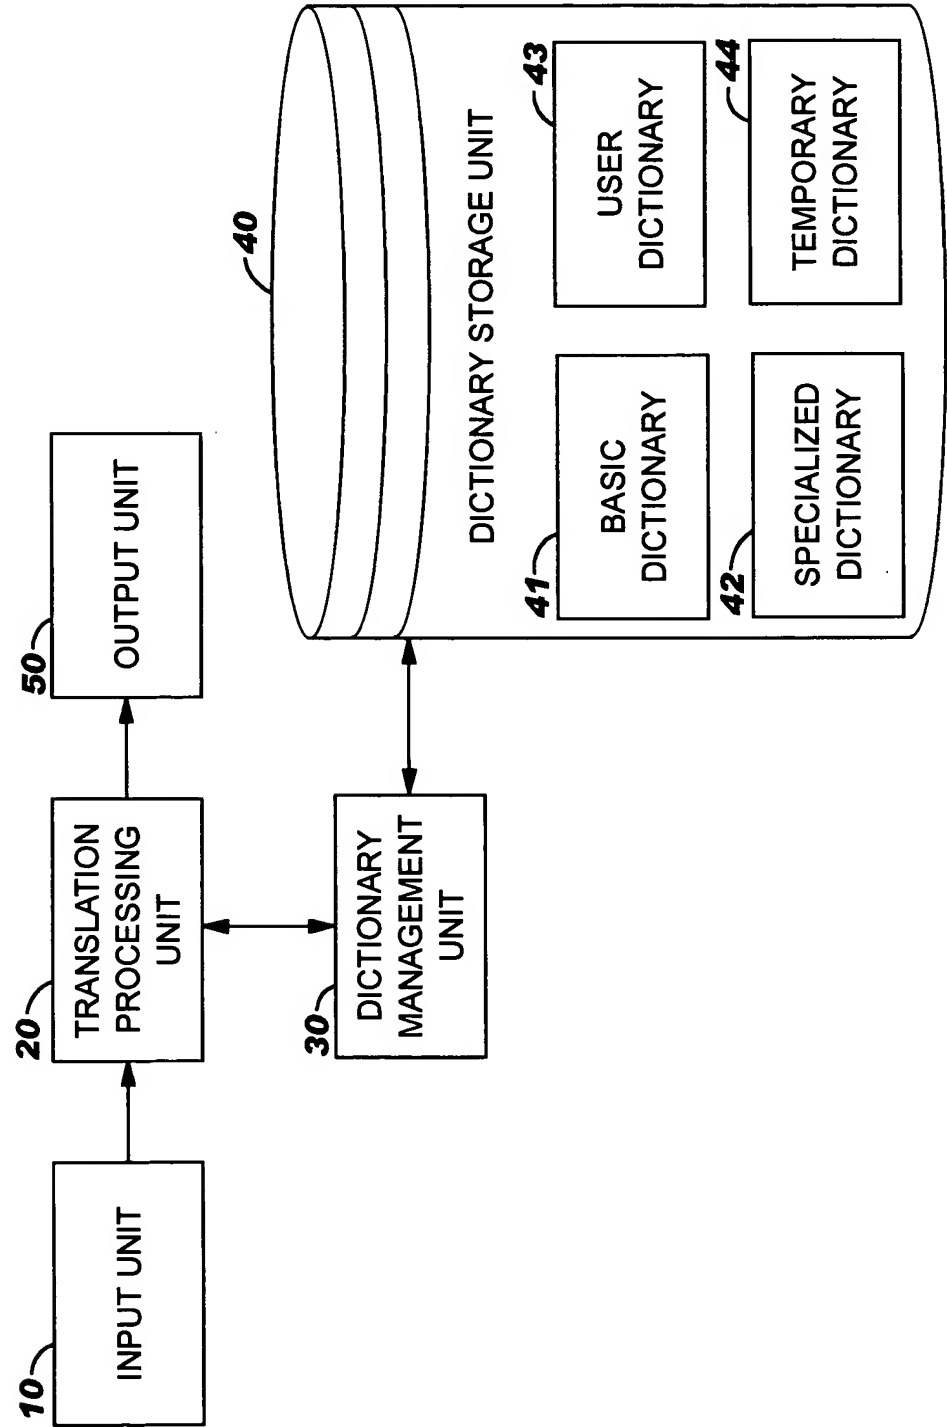 10
INPUT UNIT
20
TRANSLATION
PROCESSING
UNIT
50
OUTPUT UNIT
30
DICTIONARY
MANAGEMENT
UNIT
40
DICTIONARY STORAGE UNIT
41
BASIC
DICTIONARY
43
USER
DICTIONARY
42
SPECIALIZED
DICTIONARY
44
TEMPORARY
DICTIONARY